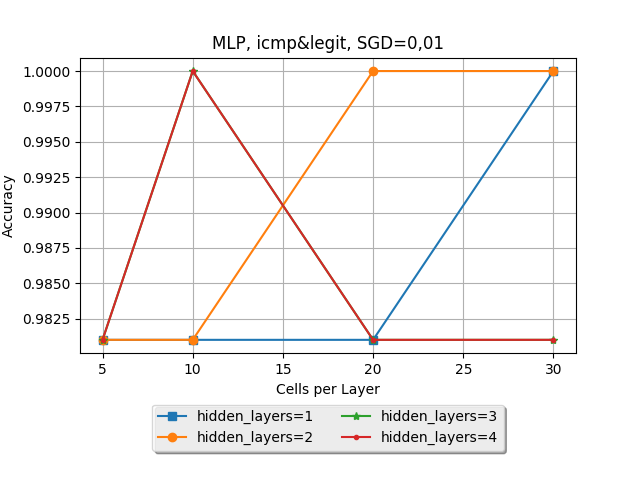 MLP, icmp&legit, SGD=0,01
1.0000
0.9975
0.9950
0.9925
0.9900
0.9875
0.9850
0.9825
Accuracy
5 10 15 20 25 30
Cells per Layer
hidden_layers=1 hidden_layers=3
hidden_layers=2 hidden_layers=4